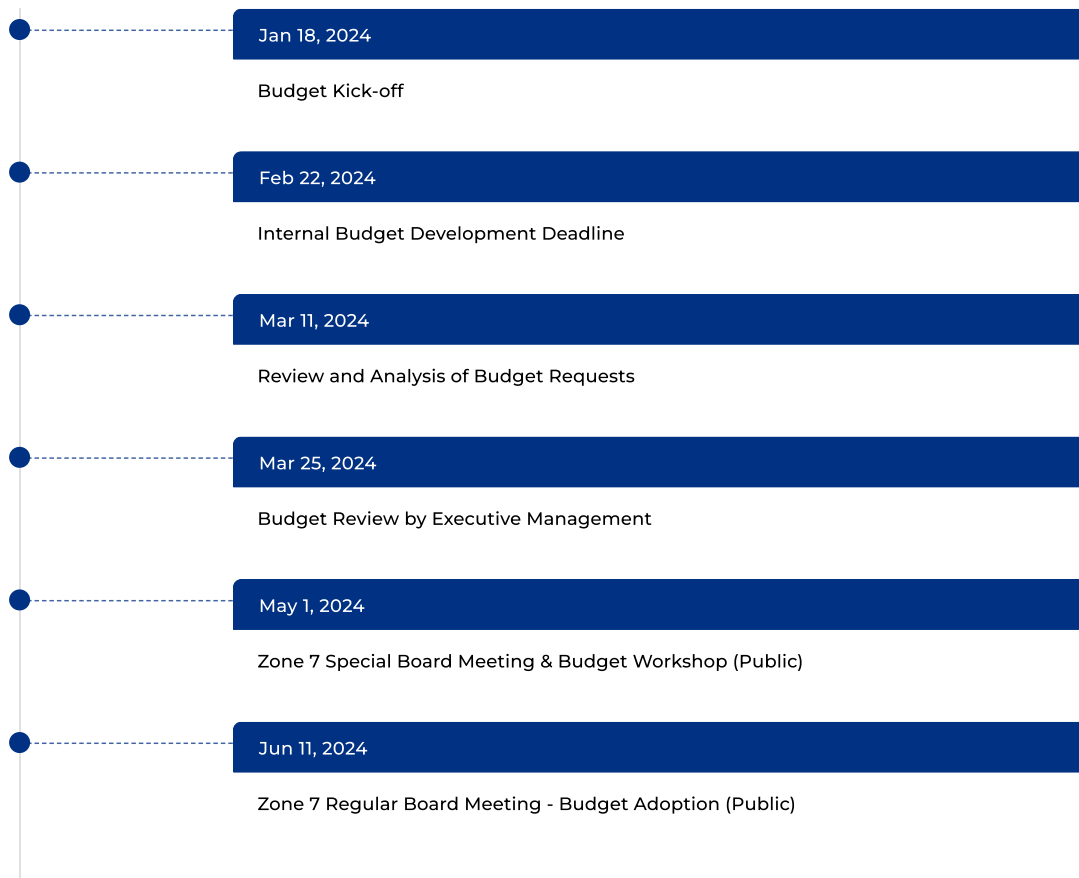 Jan 18, 2024
Budget Kick-off
Feb 22, 2024
Internal Budget Development Deadline
Mar 11, 2024
Review and Analysis of Budget Requests
Mar 25, 2024
Budget Review by Executive Management
May 1, 2024
Zone 7 Special Board Meeting & Budget Workshop (Public)
Jun 11, 2024
Zone 7 Regular Board Meeting - Budget Adoption (Public)